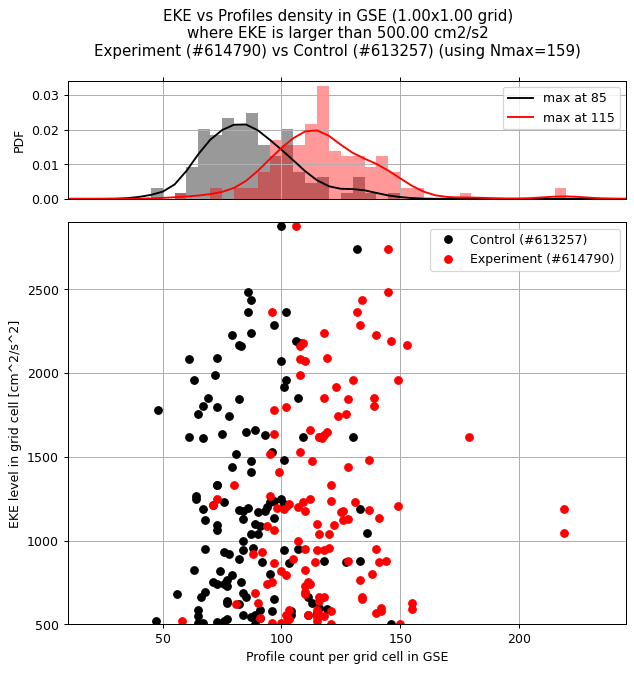 EKE vs Profiles density in GSE (1.00x1.00 grid)
where EKE is larger than 500.00 cm2/s2
Experiment (#614790) vs Control (#613257) (using Nmax=159)
PDF
0.03
0.02
0.01
0.00
max at 85
max at 115
EKE level in grid cell [cm^2/s^2]
2500
2000
1500
1000
500
Control (#613257)
Experiment (#614790)
50
100
150
200
Profile count per grid cell in GSE